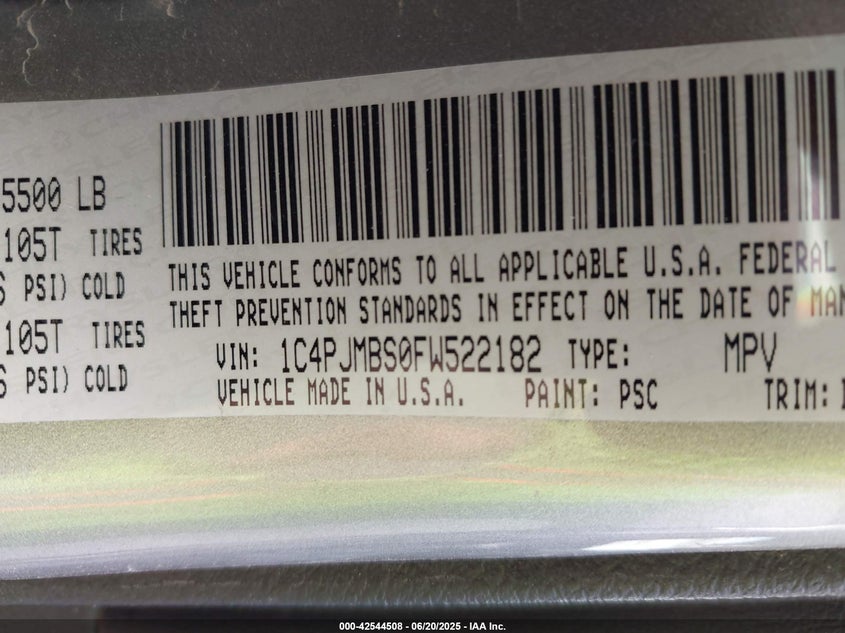 5500 LB
105T TIRES
PSI) COLD
105T TIRES
PSI) COLD
THIS VEHICLE CONFORMS TO ALL APPLICABLE U.S.A. FEDERAL
THEFT PREVENTION STANDARDS IN EFFECT ON THE DATE OF MAN
VIN: 1C4PJMBS0FW522182 TYPE: MPV
VEHICLE MADE IN U.S.A. PAINT: PSC TRIM:
000-42544508 - 06/20/2025 - IAA Inc.